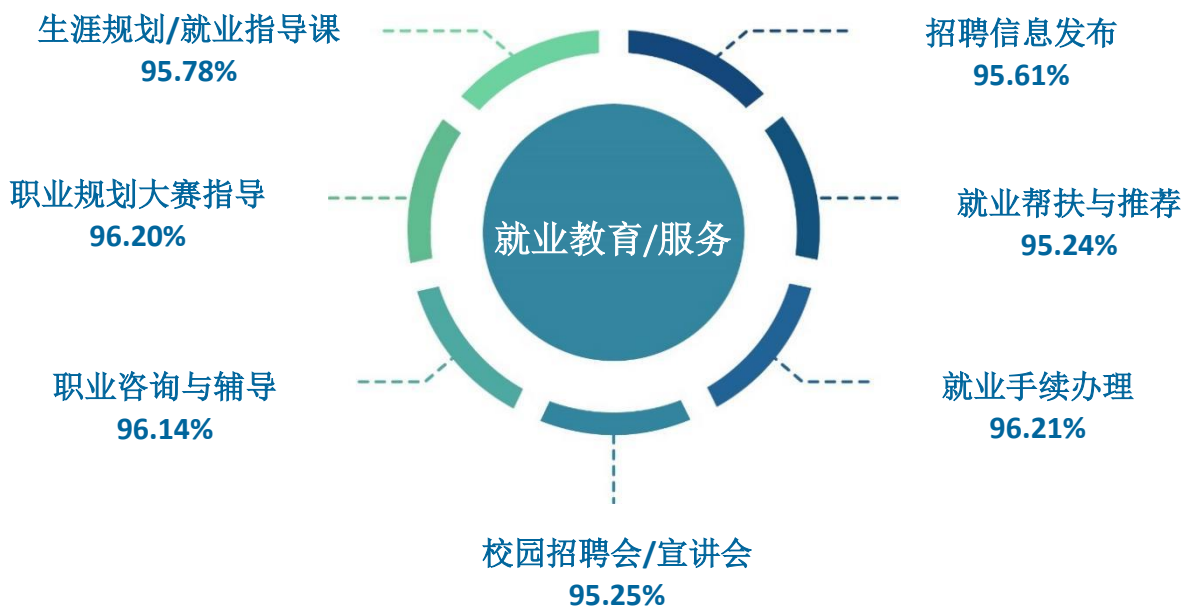 生涯规划/就业指导课
95.78%
招聘信息发布
95.61%
职业规划大赛指导
96.20%
就业帮扶与推荐
95.24%
就业教育/服务
职业咨询与辅导
96.14%
就业手续办理
96.21%
校园招聘会/宣讲会
95.25%